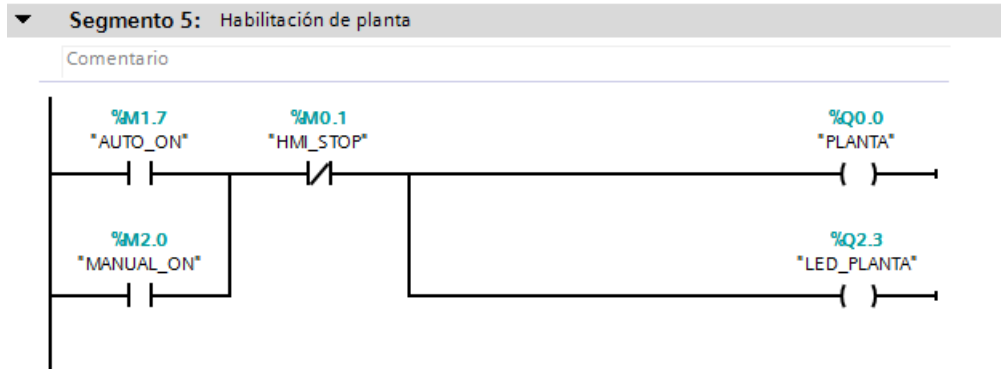 Segmento 5: Habilitación de planta
Comentario
%M1.7 %M0.1 %Q0.0
"AUTO_ON" "HMI_STOP" "PLANTA"
%M2.0 %Q2.3
"MANUAL_ON" "LED_PLANTA"